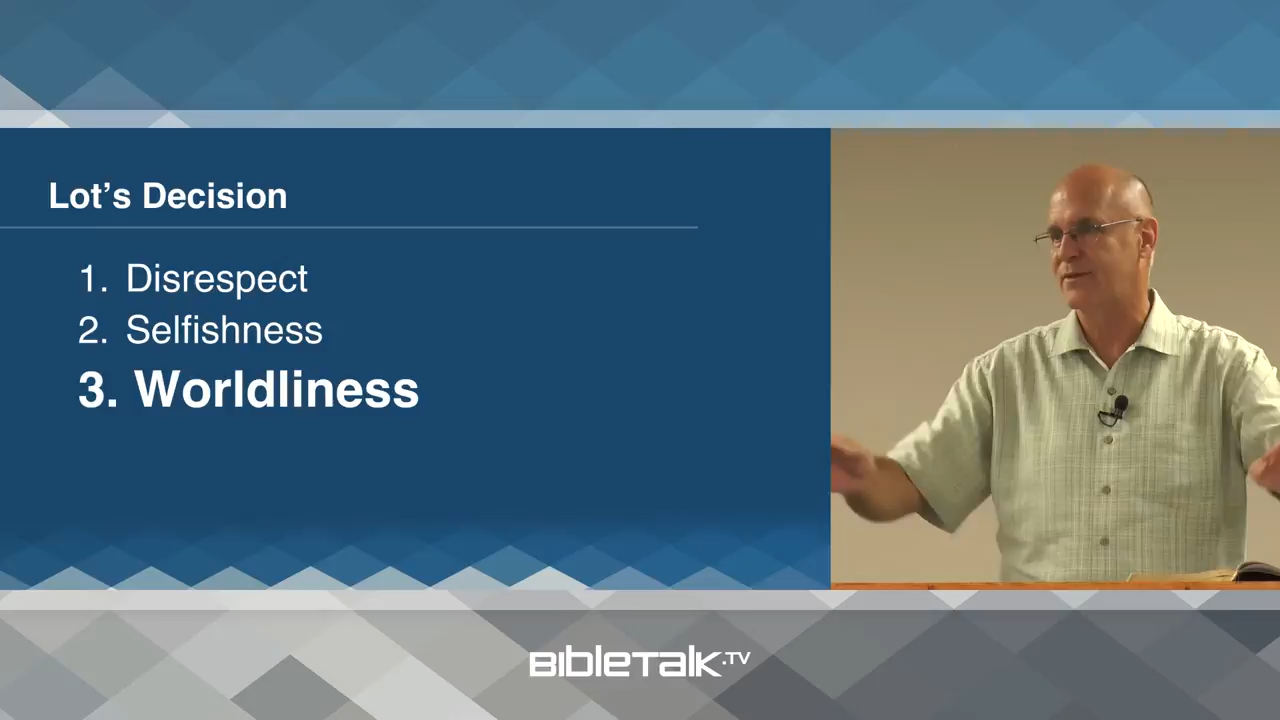 Lot's Decision
1. Disrespect
2. Selfishness
3. Worldliness
BibleTalk.TV